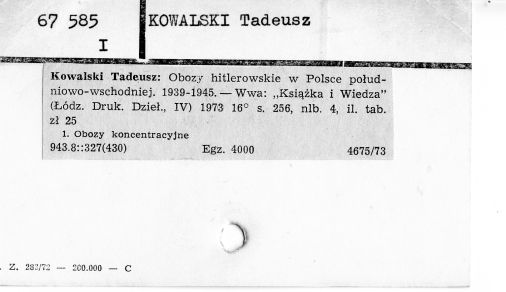 67 585
I
KOWALSKI Tadeusz
Kowalski Tadeusz: Obozy hitlerowskie w Polsce połud-
niowo-wschodniej. 1939-1945. — Wwa: „Książka i Wiedza”
(Łódz. Druk. Dzieł., IV) 1973 16° s. 256, nlb. 4, il. tab.
zł 25
1. Obozy koncentracyjne
943.8::327(430) Egz. 4000 4675/73
. Z. 282/72 — 200.000 — C